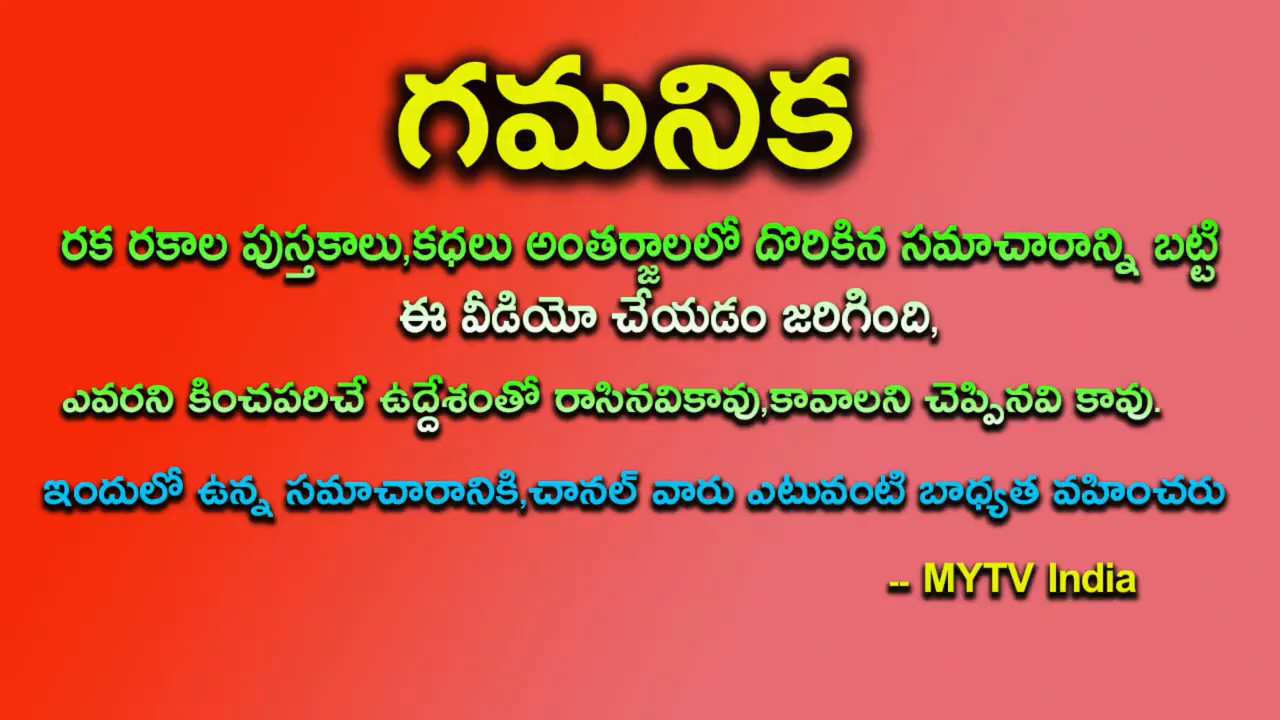 గమనిక
రక రకాల పుస్తకాలు,కధలు అంతర్జాలలో దొరికిన సమాచారాన్ని బట్టి
ఈ వీడియో చేయడం జరిగింది,
ఎవరని కించపరిచే ఉద్దేశంతో రాసినవికావు,కావాలని చెప్పినవి కావు.
ఇందులో ఉన్న సమాచారానికి,చానల్ వారు ఎటువంటి బాధ్యత వహించరు
-- MYTV India